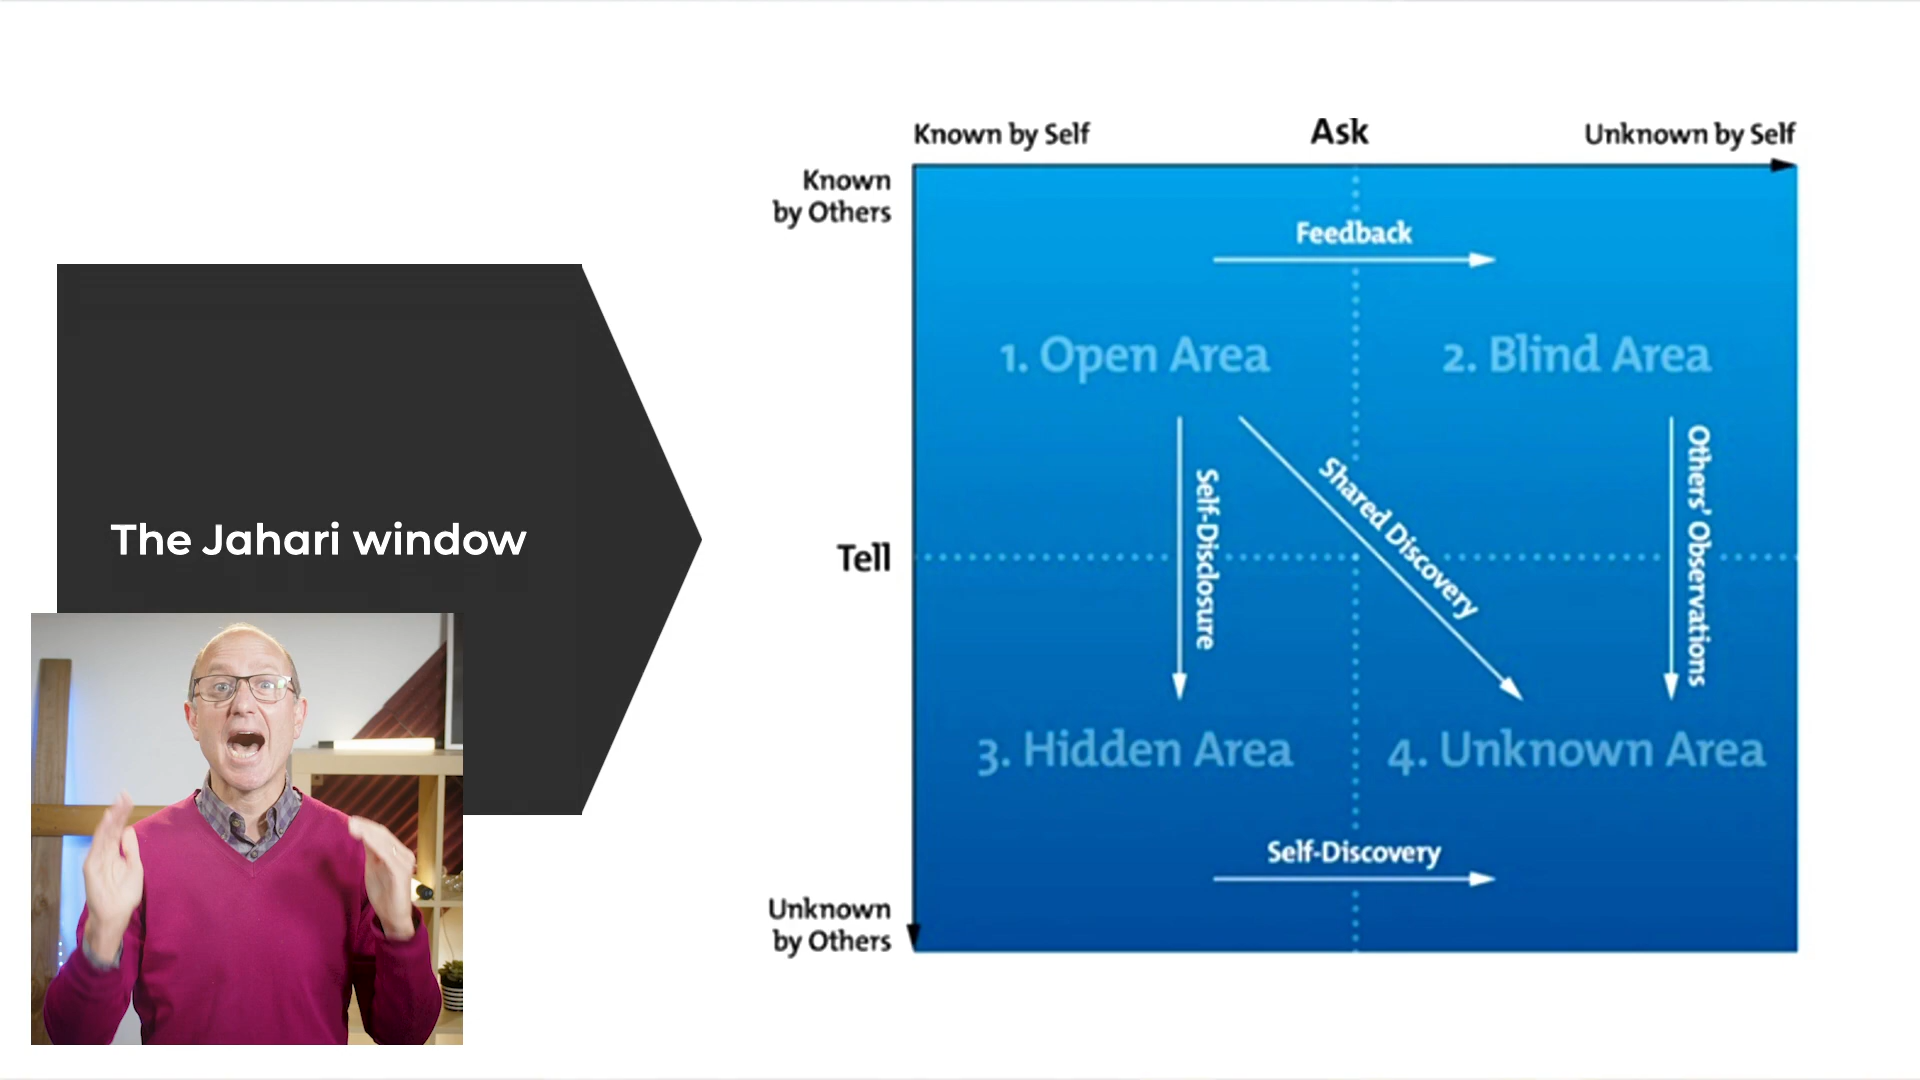 The Jahari window
Known by Self
Ask
Unknown by Self
Known
by Others
Feedback
1. Open Area
2. Blind Area
Self-Disclosure
Shared Discovery
Others' Observations
Tell
3. Hidden Area
4. Unknown Area
Self-Discovery
Unknown
by Others